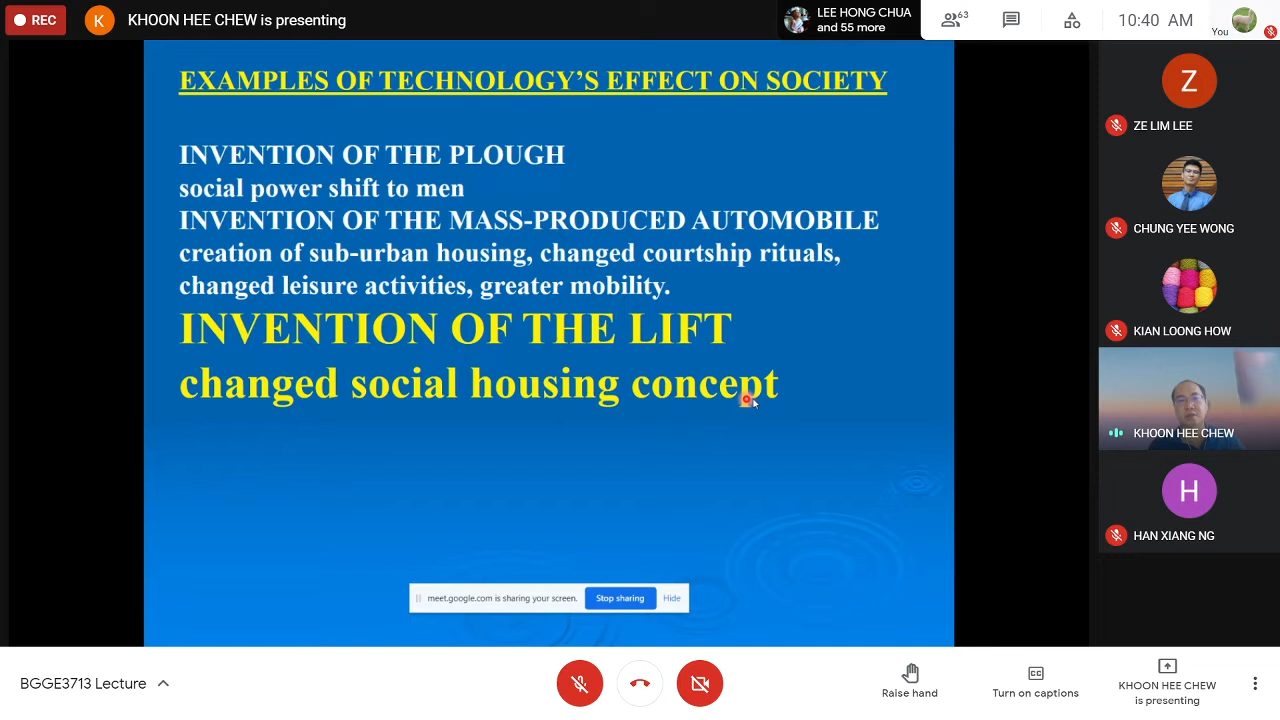 REC
K
KHOON HEE CHEW is presenting
LEE HONG CHUA
and 55 more
63
10:40 AM
You
EXAMPLES OF TECHNOLOGY'S EFFECT ON SOCIETY
INVENTION OF THE PLOUGH
social power shift to men
INVENTION OF THE MASS-PRODUCED AUTOMOBILE
creation of sub-urban housing, changed courtship rituals,
changed leisure activities, greater mobility.
INVENTION OF THE LIFT
changed social housing concept
meet.google.com is sharing your screen.
Stop sharing
Hide
Z
ZE LIM LEE
CHUNG YEE WONG
KIAN LOONG HOW
KHOON HEE CHEW
H
HAN XIANG NG
BGGE3713 Lecture
Raise hand
CC
Turn on captions
KHOON HEE CHEW
is presenting